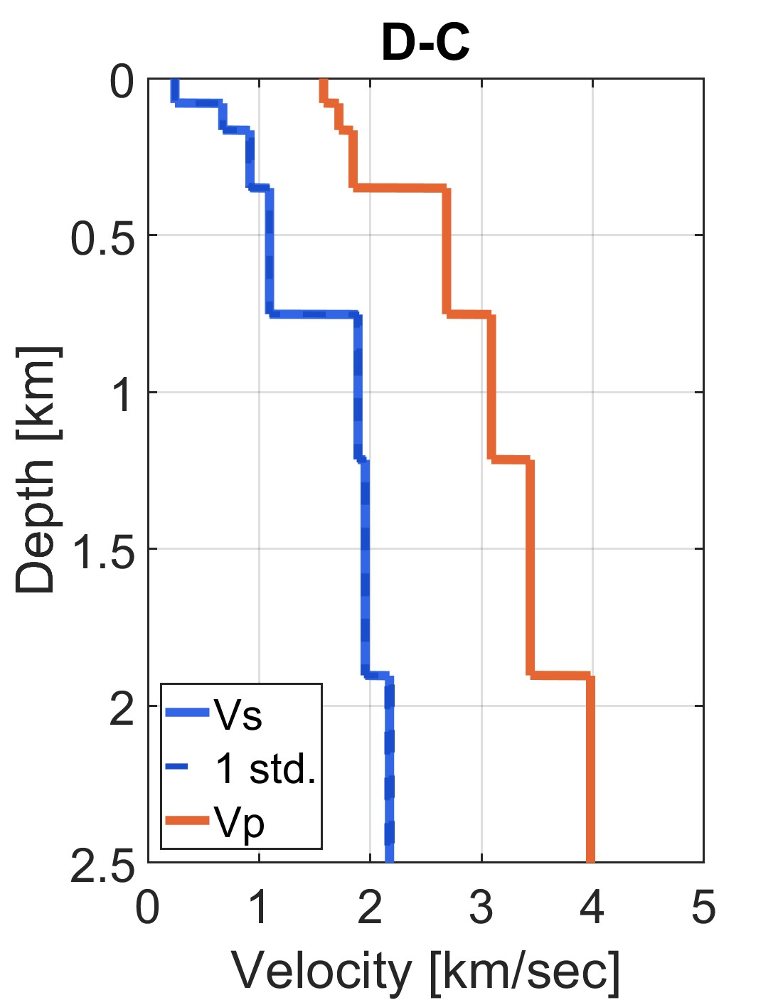 D-C
0
0.5
1
1.5
2
2.5
Depth [km]
Vs
1 std.
Vp
0 1 2 3 4 5
Velocity [km/sec]